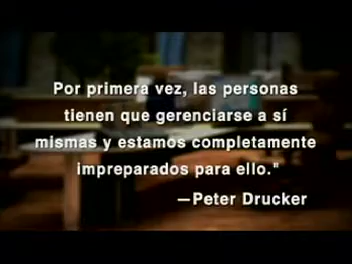 Por primera vez, las personas
tienen que gerenciarse a sí
mismas y estamos completamente
impreparados para ello."
—Peter Drucker